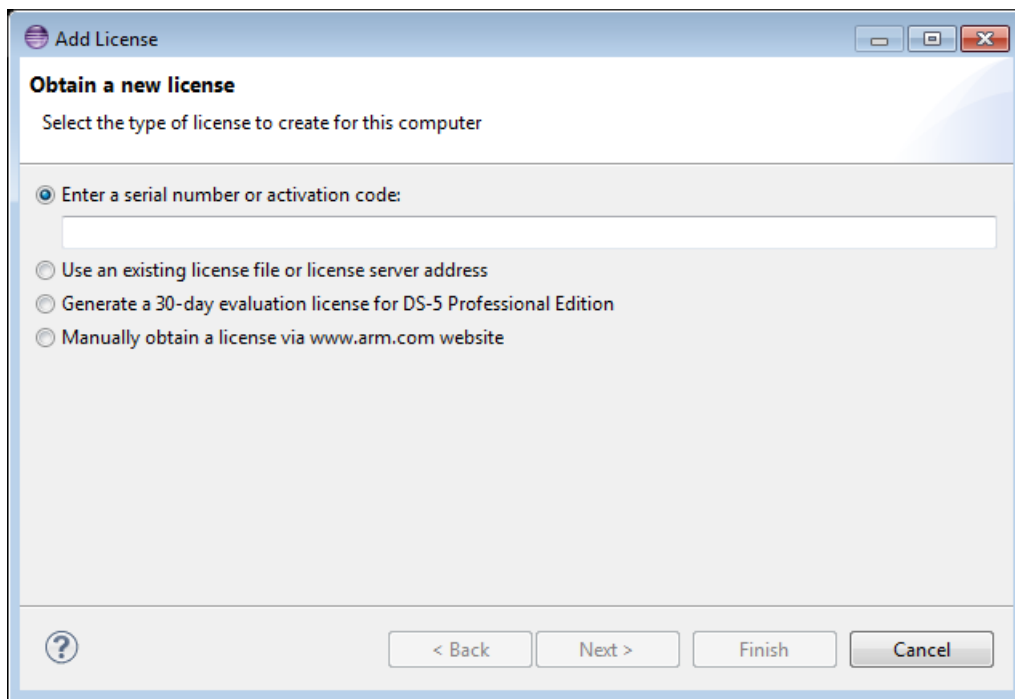 Add License
Obtain a new license
Select the type of license to create for this computer
Enter a serial number or activation code:
Use an existing license file or license server address
Generate a 30-day evaluation license for DS-5 Professional Edition
Manually obtain a license via www.arm.com website
? < Back Next > Finish Cancel